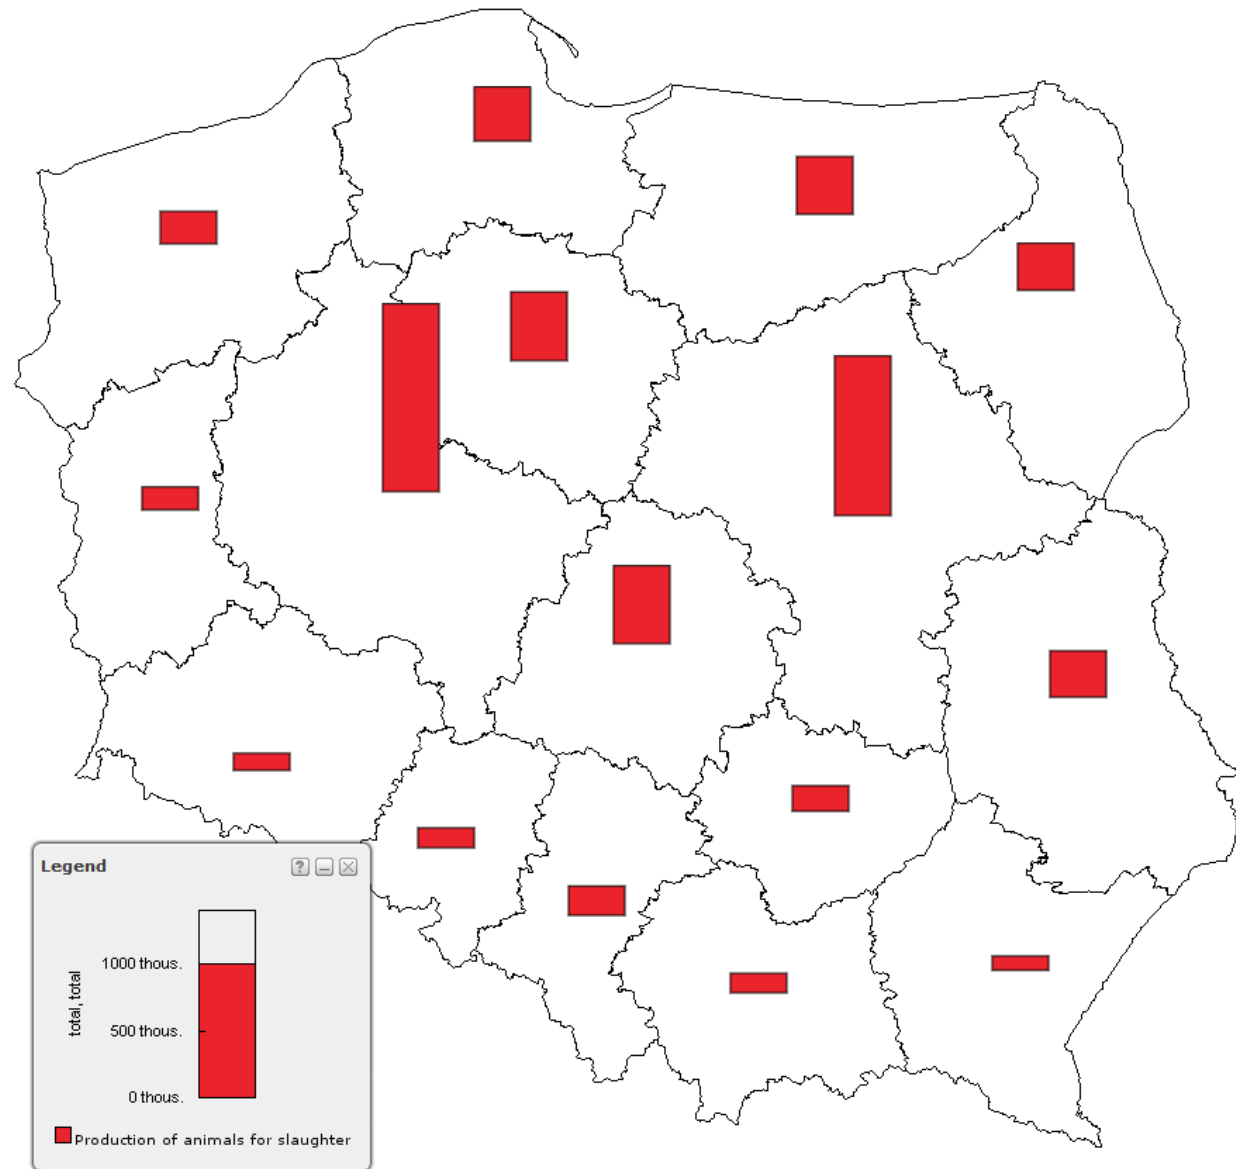 Legend
?
total, total
1000 thous.
500 thous.
0 thous.
Production of animals for slaughter